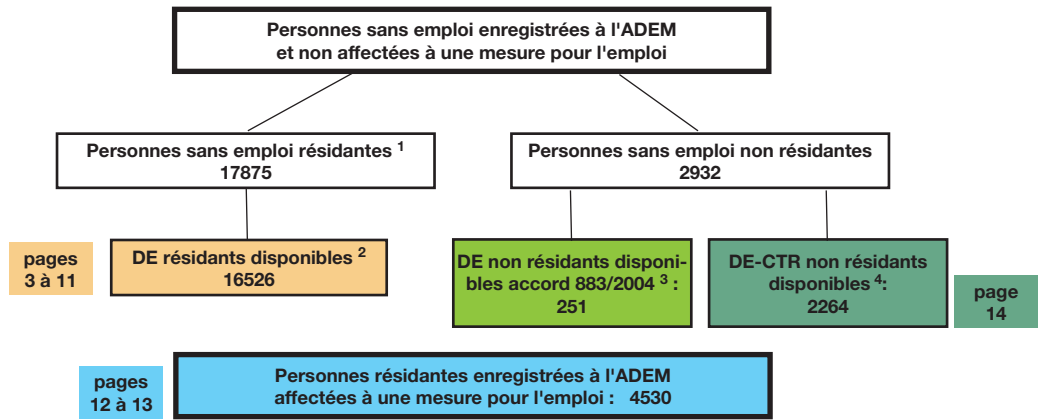 Personnes sans emploi enregistrées à l'ADEM
et non affectées à une mesure pour l'emploi
Personnes sans emploi résidantes 1
17875
Personnes sans emploi non résidantes
2932
pages
3 à 11
DE résidants disponibles 2
16526
DE non résidants disponi-
bles accord 883/2004 3 :
251
DE-CTR non résidants
disponibles 4:
2264
page
14
pages
12 à 13
Personnes résidantes enregistrées à l'ADEM
affectées à une mesure pour l'emploi : 4530